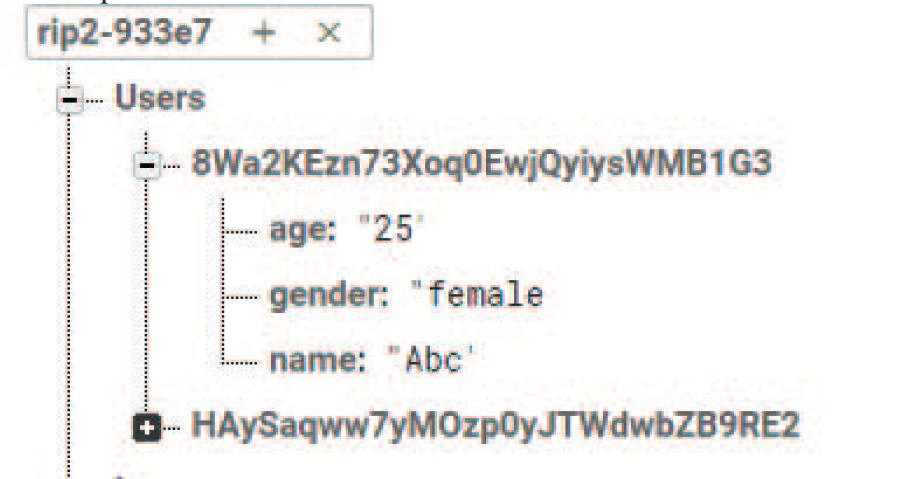 rip2-933e7 + ×
Users
8Wa2KEzn73Xoq0EwjQyiysWMB1G3
age: "25"
gender: "female
name: "Abc"
HAySaqww7yMOzp0yJTWdwbZB9RE2